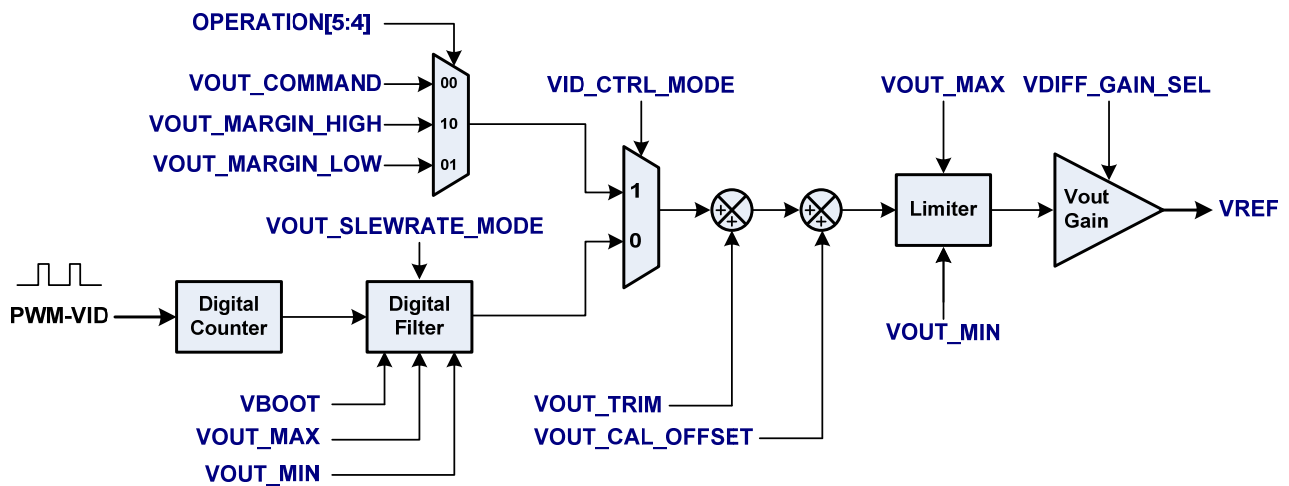 OPERATION[5:4]
VOUT_COMMAND
00
VOUT_MARGIN_HIGH
10
VOUT_MARGIN_LOW
01
VID_CTRL_MODE
1
0
VOUT_MAX
VDIFF_GAIN_SEL
+
+
+
+
Limiter
Vout
Gain
VREF
VOUT_SLEWRATE_MODE
PWM-VID
Digital
Counter
Digital
Filter
VOUT_MIN
VBOOT
VOUT_MAX
VOUT_MIN
VOUT_TRIM
VOUT_CAL_OFFSET